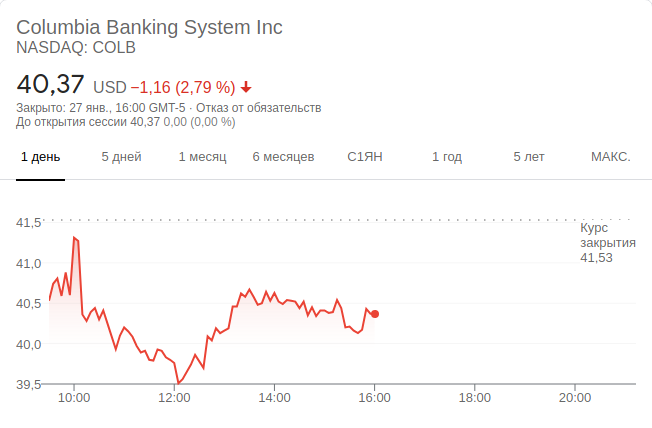 Columbia Banking System Inc
NASDAQ: COLB
40,37 USD −1,16 (2,79 %)
Закрыто: 27 янв., 16:00 GMT-5 · Отказ от обязательств
До открытия сессии 40,37 0,00 (0,00 %)
1 день 5 дней 1 месяц 6 месяцев С1ЯН 1 год 5 лет МАКС.
41,5
Курс
закрытия
41,53
41,0
40,5
40,0
39,5
10:00 12:00 14:00 16:00 18:00 20:00